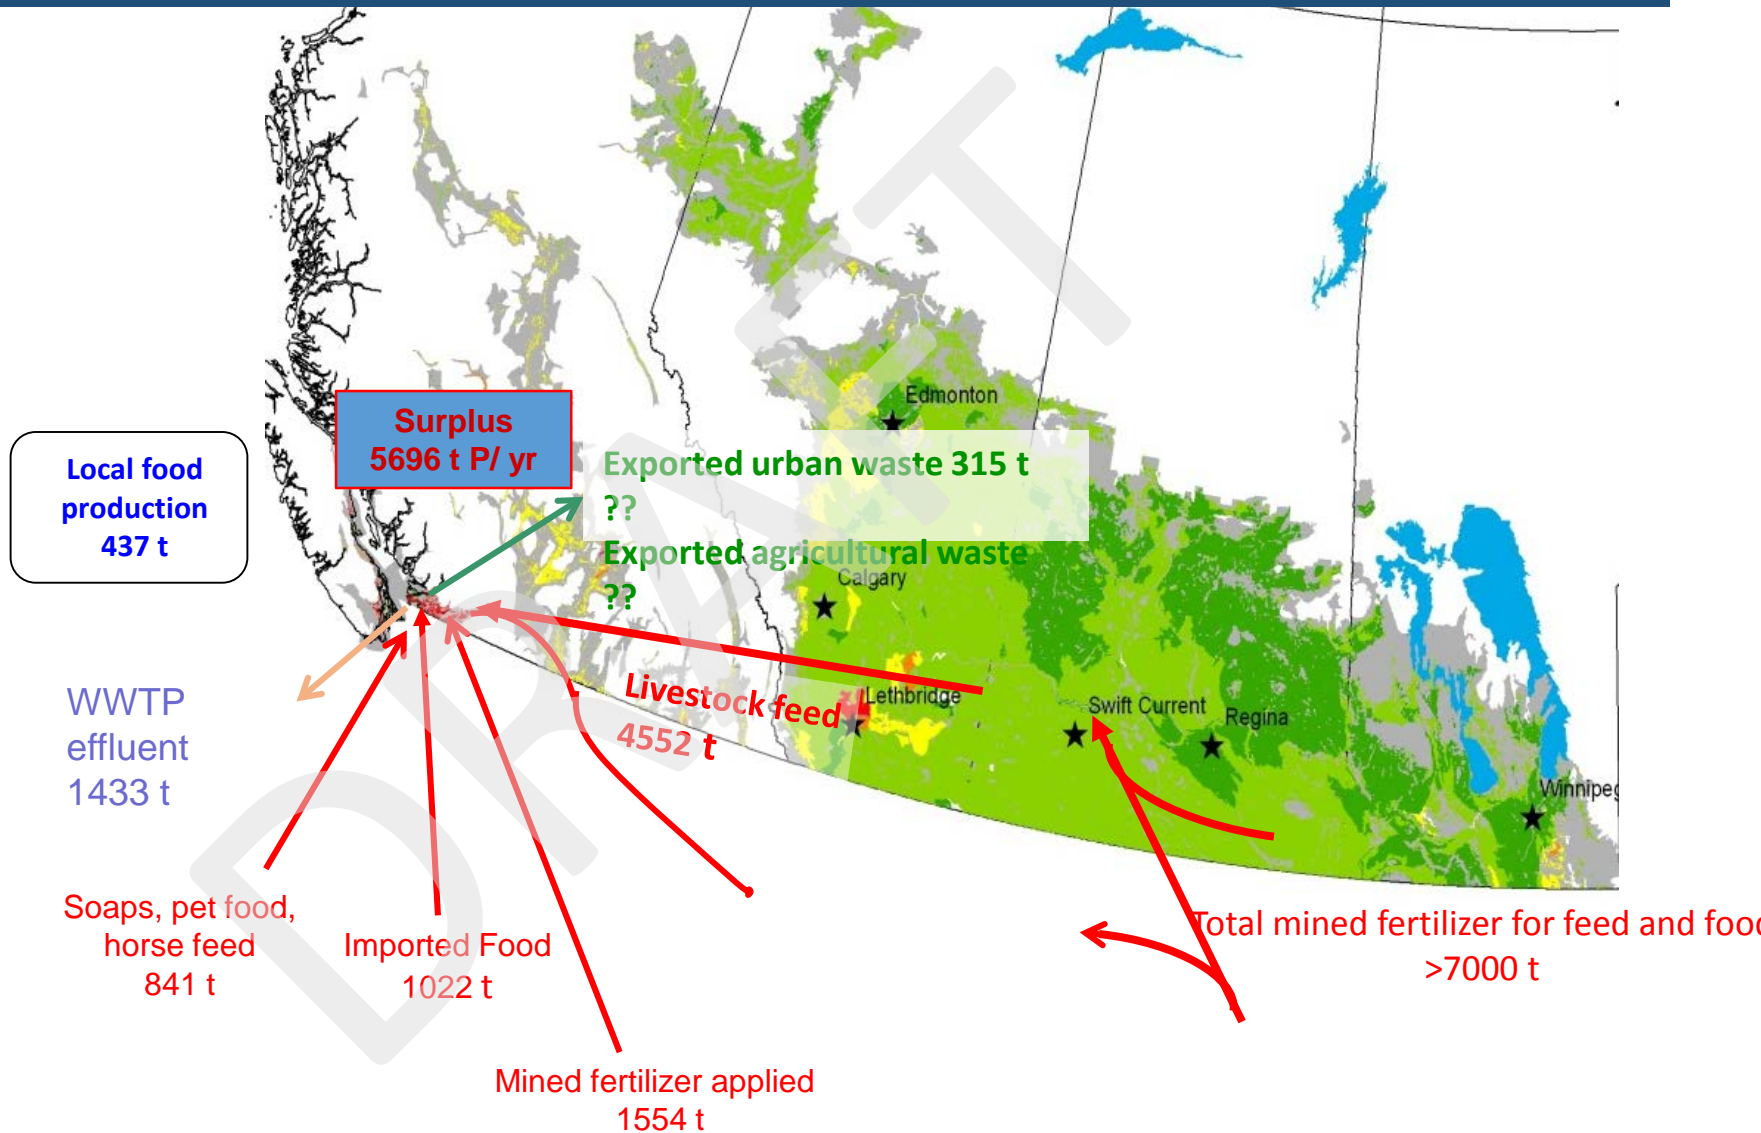 Edmonton
Surplus
5696 t P/ yr
Local food
production
437 t
Exported urban waste 315 t
??
Exported agricultural waste
??
Calgary
WWTP
effluent
1433 t
Livestock feed
4552 t
Lethbridge
Swift Current
Regina
Winnipeg
Soaps, pet food,
horse feed
841 t
Imported Food
1022 t
Total mined fertilizer for feed and food
>7000 t
Mined fertilizer applied
1554 t
DRAFT